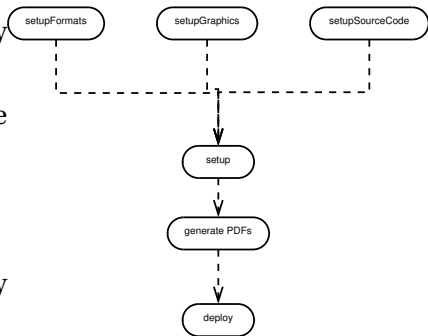 setupFormats setupGraphics setupSourceCode
y
e
setup
generate PDFs
y
deploy